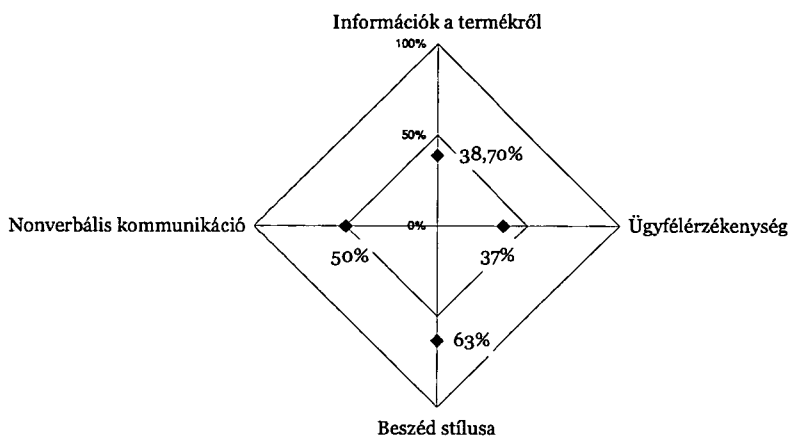 Információk a termékről
100%
50%
38,70%
Nonverbális kommunikáció
0%
Ügyfélérzékenység
50%
37%
63%
Beszéd stílusa